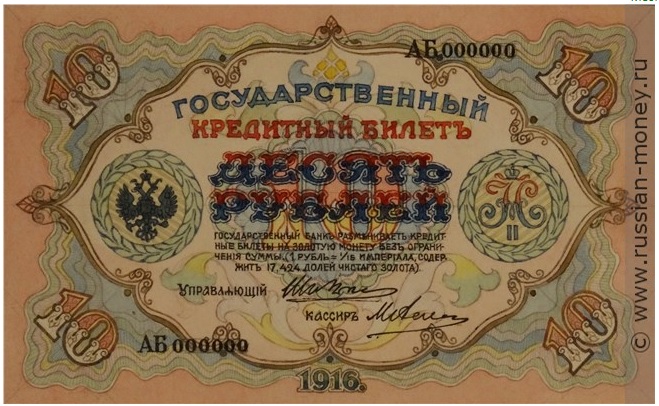 10 АБ 000000 10
ГОСУДАРСТВЕННЫЙ
КРЕДИТНЫЙ БИЛЕТЪ
ДЕСЯТЬ
РУБЛЕЙ
II
ГОСУДАРСТВЕННЫЙ БАНКЪ РАЗМѢНИВАЕТЪ КРЕДИТ-
НЫЕ БИЛЕТЫ НА ЗОЛОТУЮ МОНЕТУ БЕЗЪ ОГРАНИ-
ЧЕНІЯ СУММЫ, (1 РУБЛЬ = 1/15 ИМПЕРІАЛА, СОДЕР-
ЖИТЪ 17,424 ДОЛЕЙ ЧИСТАГО ЗОЛОТА).
УПРАВЛЯЮЩІЙ
КАССИРЪ
10 АБ 000000 10
1916.
© www.russian-money.ru